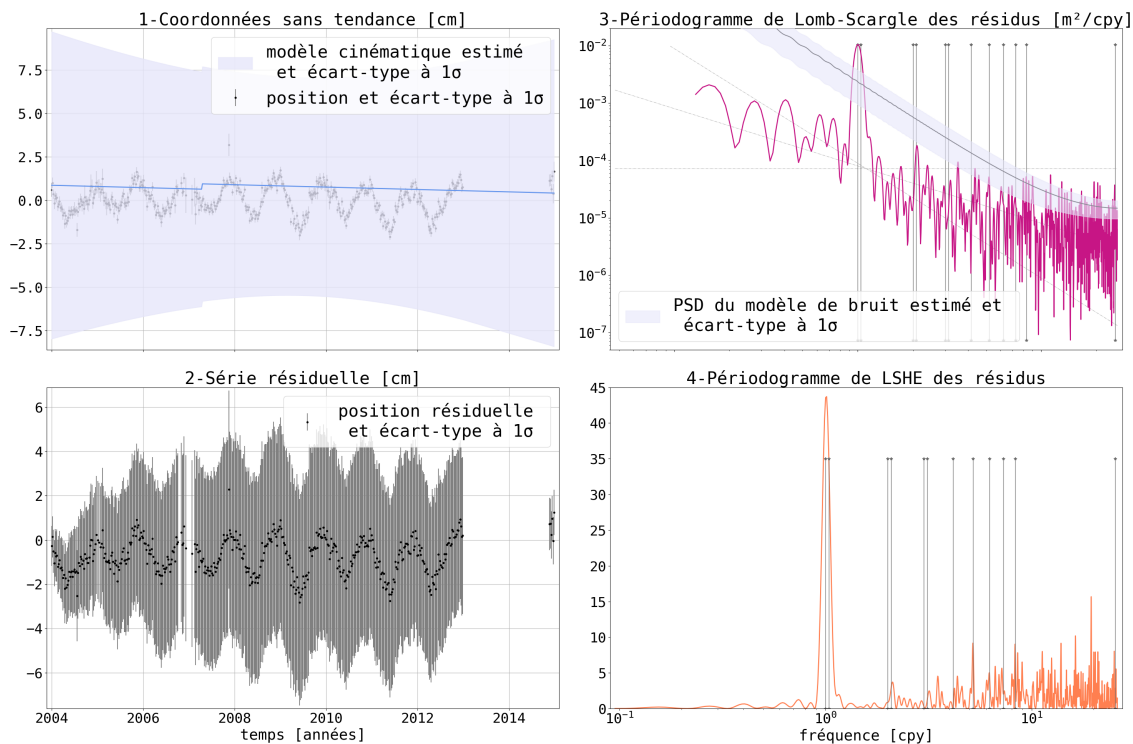 1-Coordonnées sans tendance [cm]
modèle cinématique estimé
et écart-type à 1σ
position et écart-type à 1σ
7.5
5.0
2.5
0.0
−2.5
−5.0
−7.5
3-Périodogramme de Lomb-Scargle des résidus [m²/cpy]
10⁻²
10⁻³
10⁻⁴
10⁻⁵
10⁻⁶
10⁻⁷
PSD du modèle de bruit estimé et
écart-type à 1σ
2-Série résiduelle [cm]
position résiduelle
et écart-type à 1σ
6
4
2
0
−2
−4
−6
2004 2006 2008 2010 2012 2014
temps [années]
4-Périodogramme de LSHE des résidus
45
40
35
30
25
20
15
10
5
0
10⁻¹ 10⁰ 10¹
fréquence [cpy]